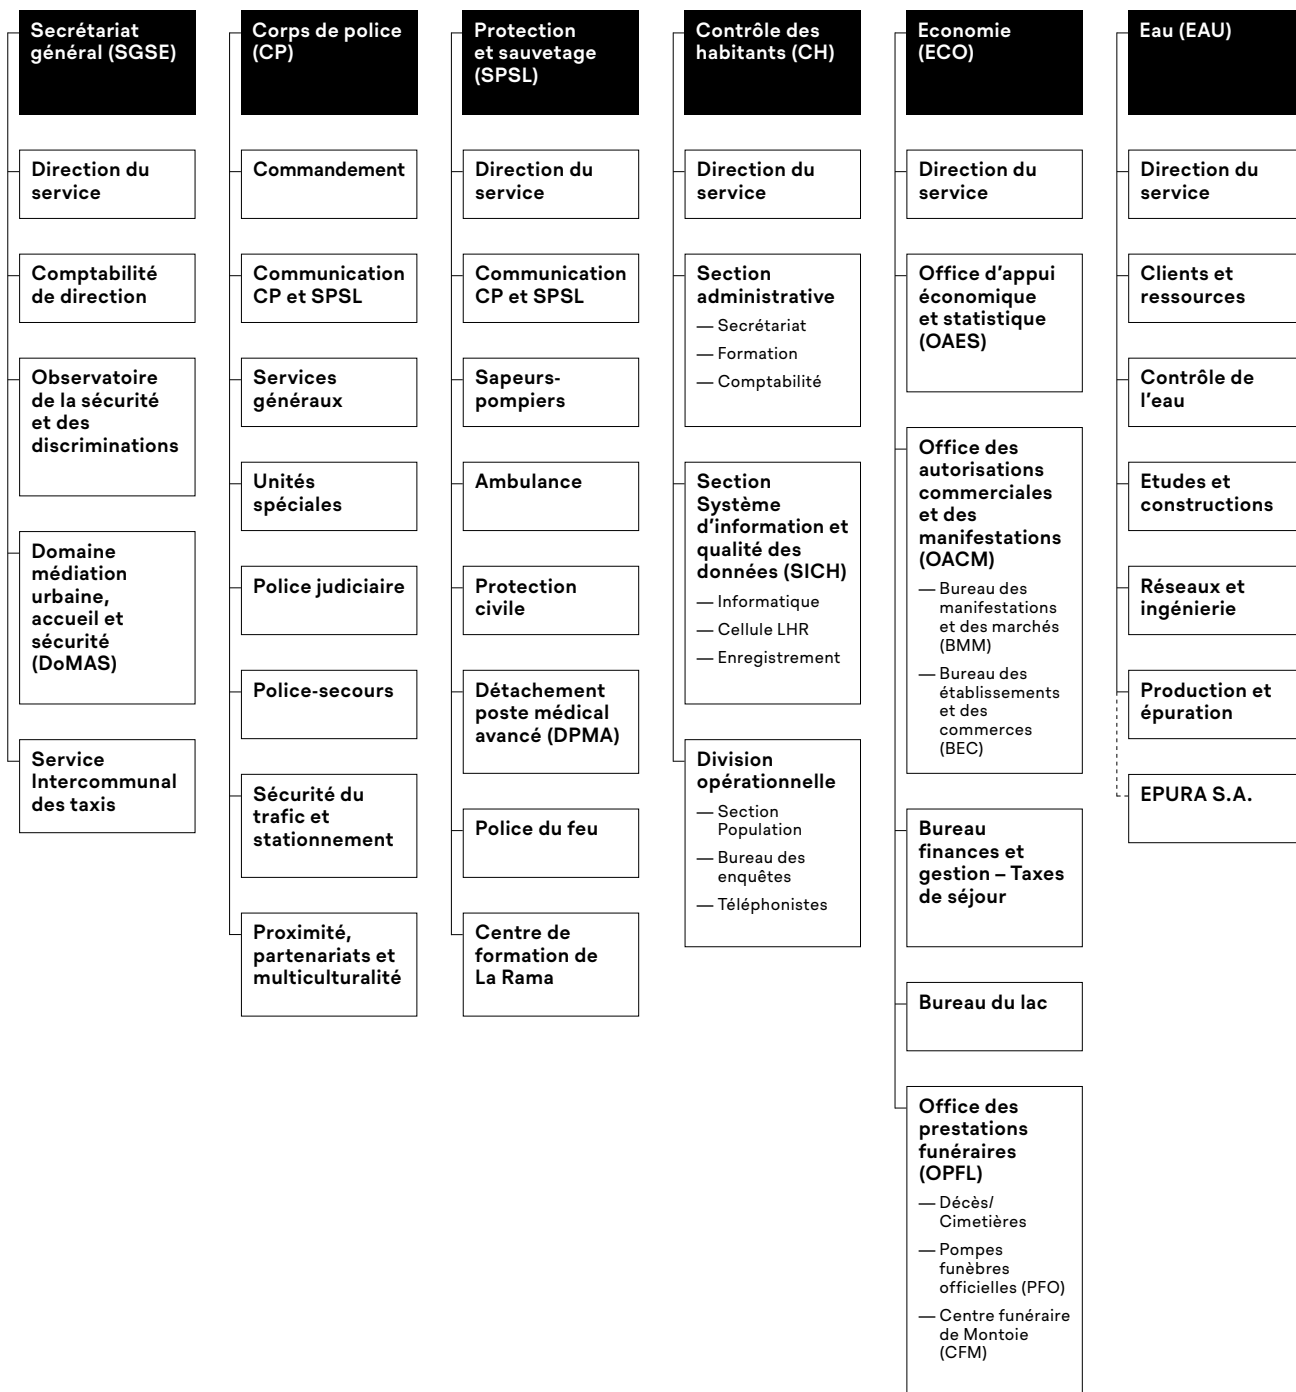 Secrétariat
général (SGSE)
Direction du
service
Comptabilité
de direction
Observatoire
de la sécurité
et des
discriminations
Domaine
médiation
urbaine,
accueil et
sécurité
(DoMAS)
Service
Intercommunal
des taxis
Corps de police
(CP)
Commandement
Communication
CP et SPSL
Services
généraux
Unités
spéciales
Police judiciaire
Police-secours
Sécurité du
trafic et
stationnement
Proximité,
partenariats et
multiculturalité
Protection
et sauvetage
(SPSL)
Direction du
service
Communication
CP et SPSL
Sapeurs-
pompiers
Ambulance
Protection
civile
Détachement
poste médical
avancé (DPMA)
Police du feu
Centre de
formation de
La Rama
Contrôle des
habitants (CH)
Direction du
service
Section
administrative
— Secrétariat
— Formation
— Comptabilité
Section
Système
d'information et
qualité des
données (SICH)
— Informatique
— Cellule LHR
— Enregistrement
Division
opérationnelle
— Section
Population
— Bureau des
enquêtes
— Téléphonistes
Economie
(ECO)
Direction du
service
Office d'appui
économique
et statistique
(OAES)
Office des
autorisations
commerciales
et des
manifestations
(OACM)
— Bureau des
manifestations
et des marchés
(BMM)
— Bureau des
établissements
et des
commerces
(BEC)
Bureau
finances et
gestion – Taxes
de séjour
Bureau du lac
Office des
prestations
funéraires
(OPFL)
— Décès/
Cimetières
— Pompes
funèbres
officielles (PFO)
— Centre funéraire
de Montoie
(CFM)
Eau (EAU)
Direction du
service
Clients et
ressources
Contrôle de
l'eau
Etudes et
constructions
Réseaux et
ingénierie
Production et
épuration
EPURA S.A.